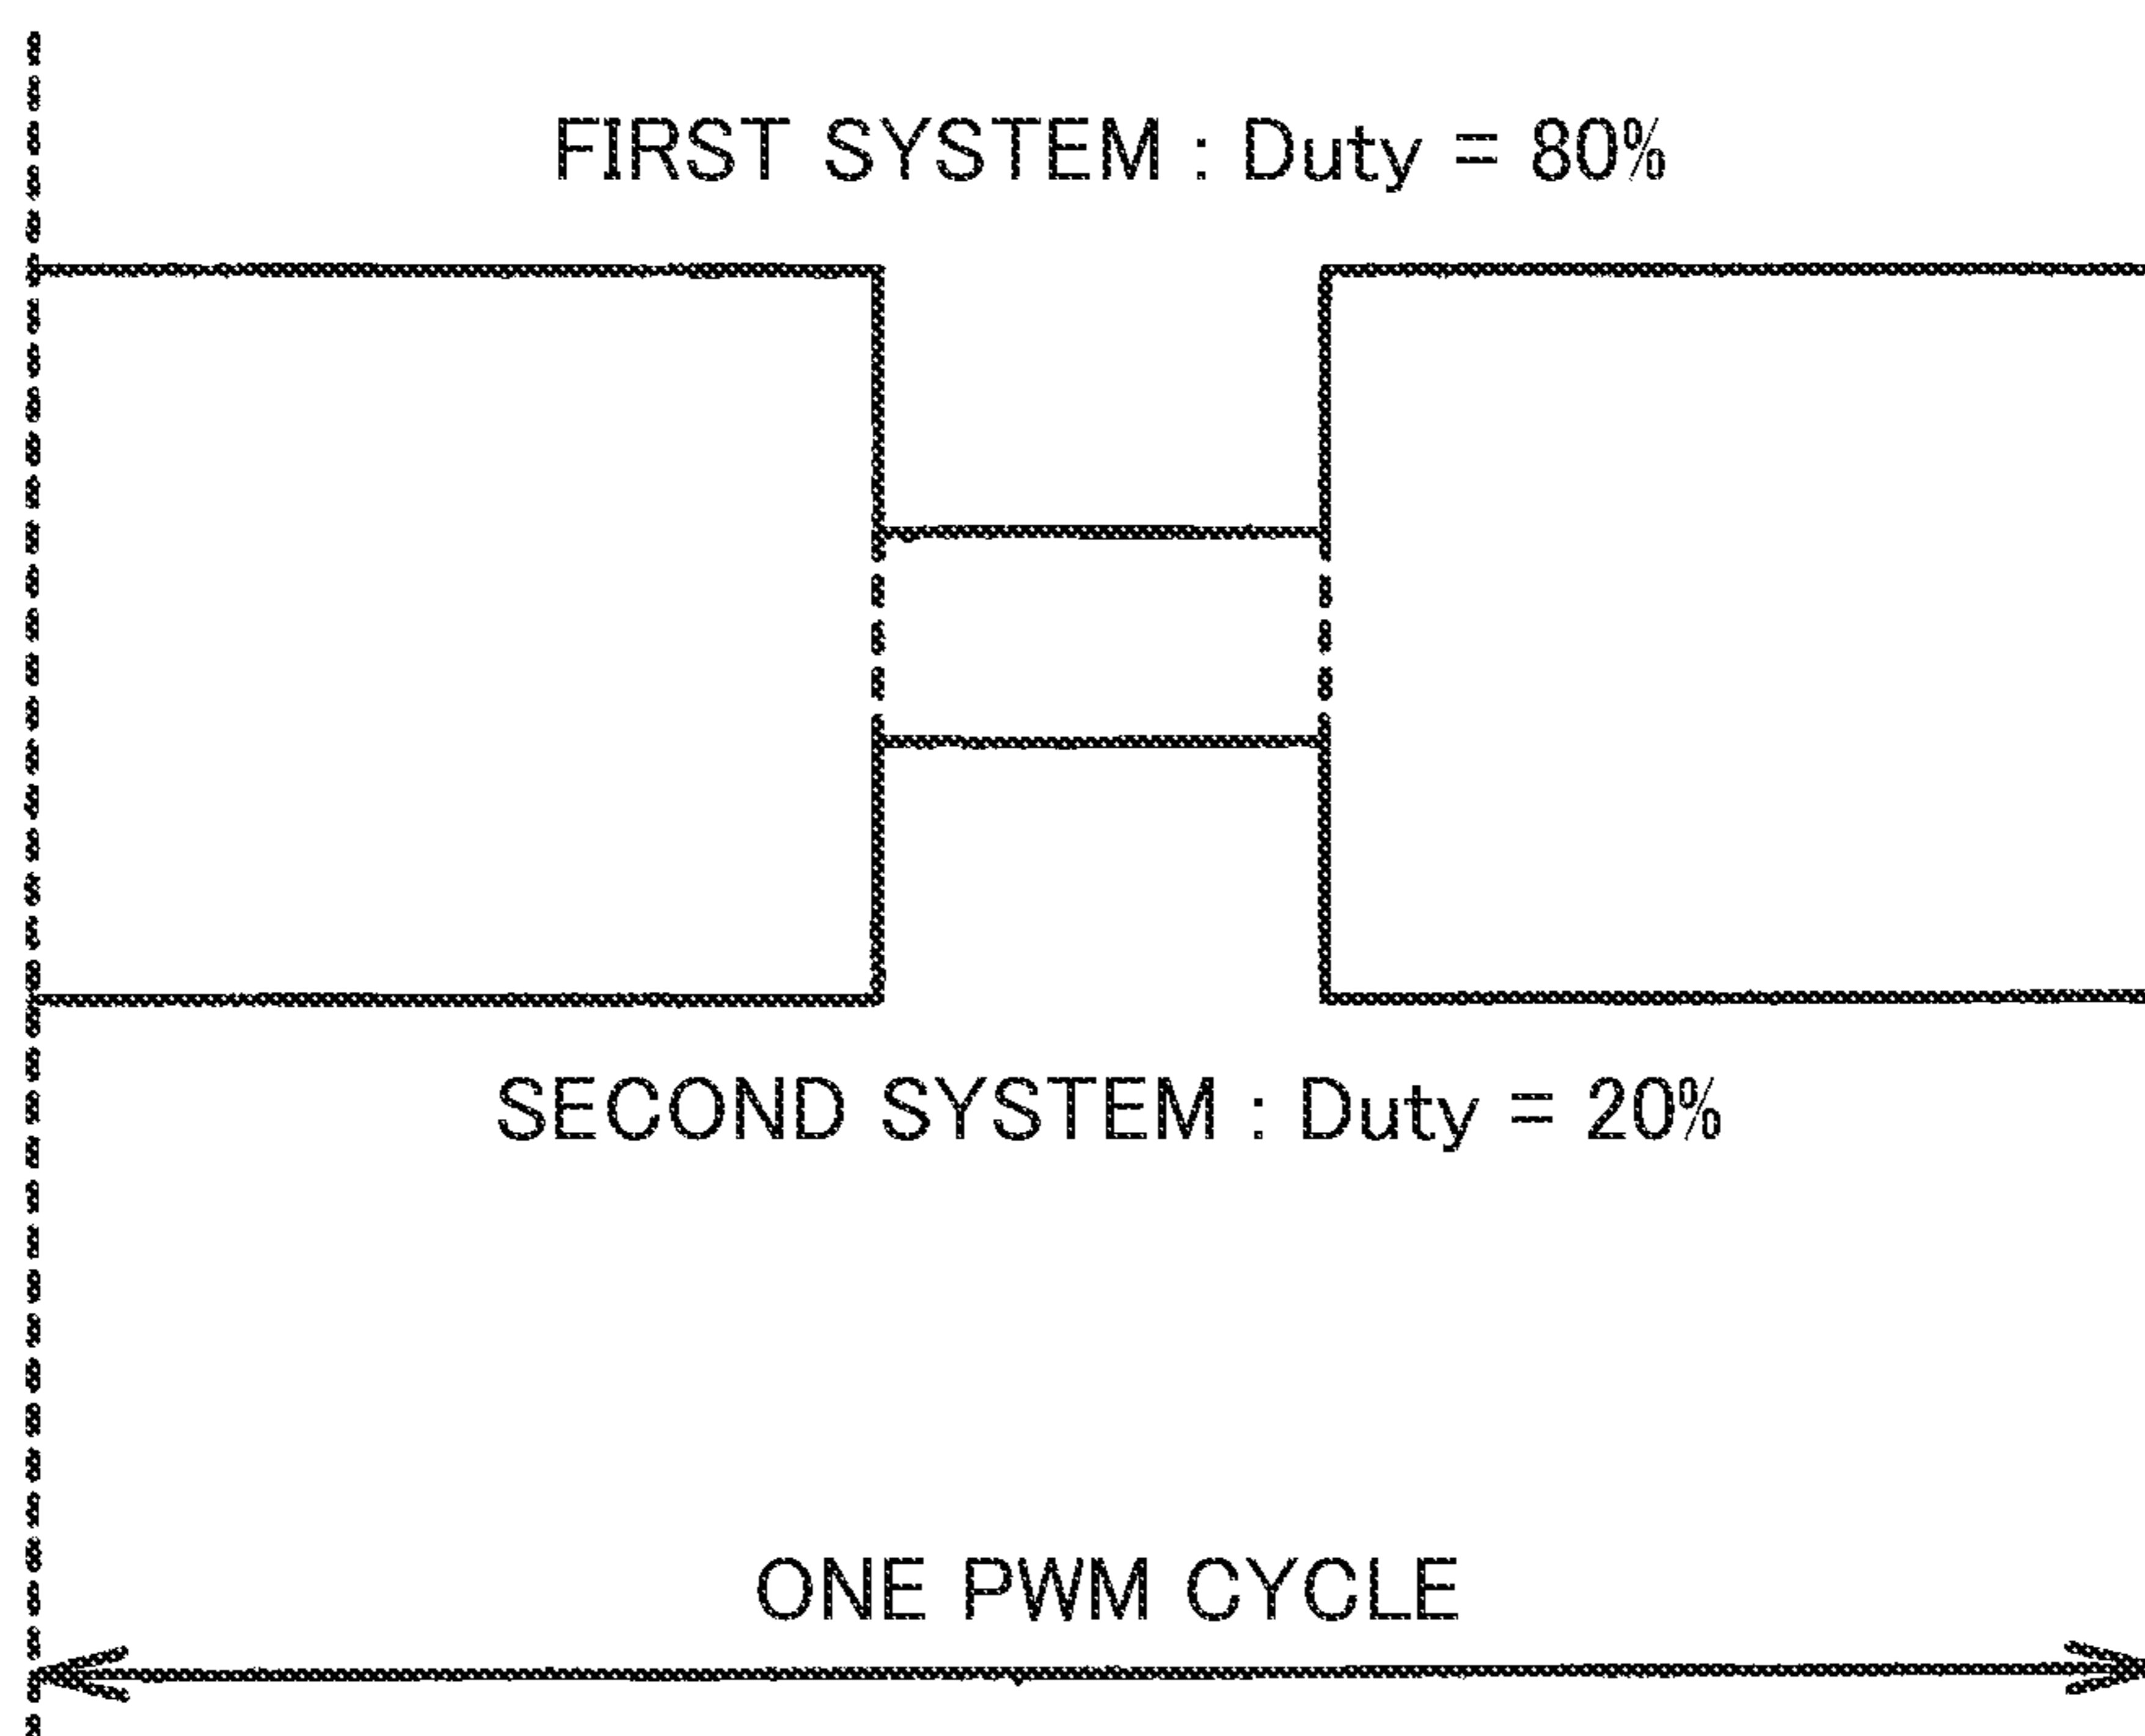 FIRST SYSTEM : Duty = 80%
SECOND SYSTEM : Duty = 20%
ONE PWM CYCLE